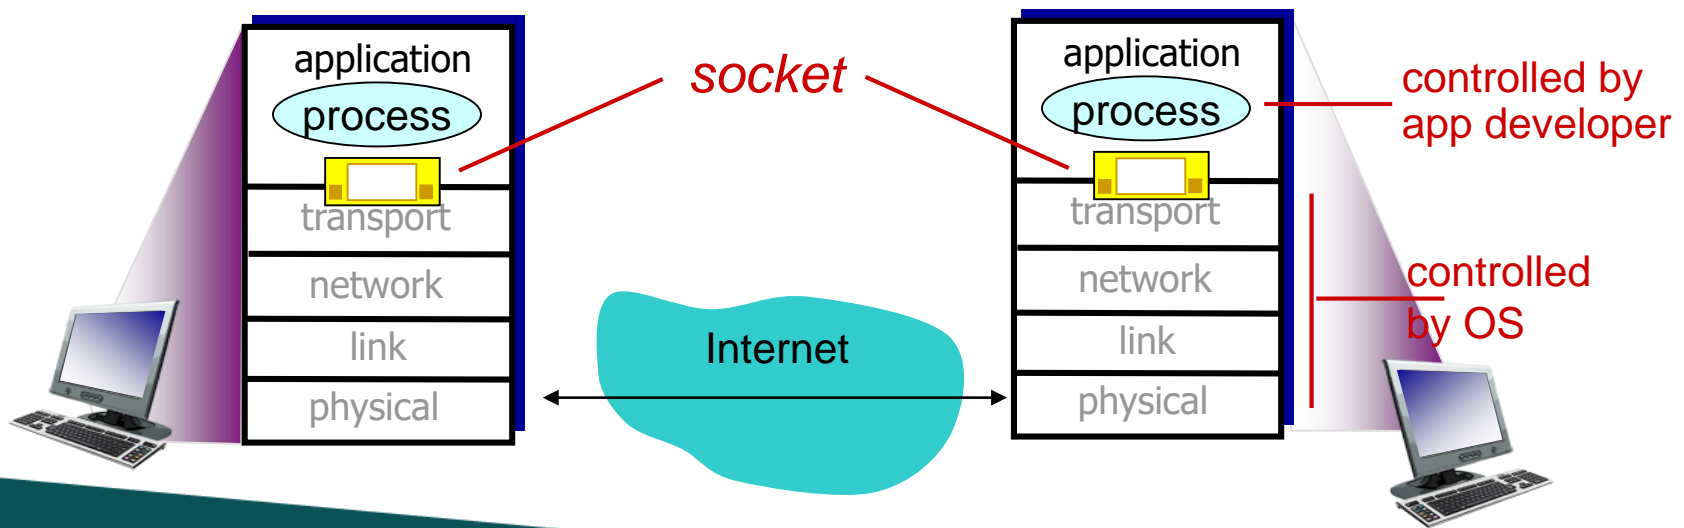 application
process
transport
network
link
physical
socket
Internet
application
process
transport
network
link
physical
controlled by
app developer
controlled
by OS